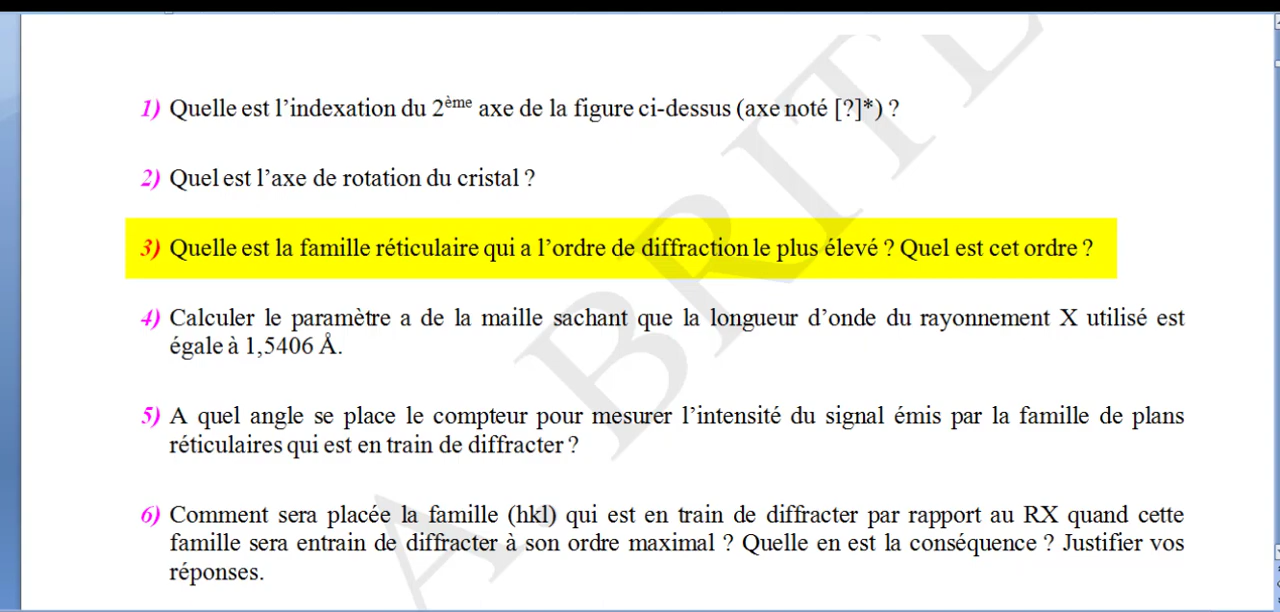 1) Quelle est l’indexation du 2ème axe de la figure ci-dessus (axe noté [?]*) ?
2) Quel est l’axe de rotation du cristal ?
3) Quelle est la famille réticulaire qui a l’ordre de diffraction le plus élevé ? Quel est cet ordre ?
4) Calculer le paramètre a de la maille sachant que la longueur d’onde du rayonnement X utilisé est
égale à 1,5406 Å.
5) A quel angle se place le compteur pour mesurer l’intensité du signal émis par la famille de plans
réticulaires qui est en train de diffracter ?
6) Comment sera placée la famille (hkl) qui est en train de diffracter par rapport au RX quand cette
famille sera entrain de diffracter à son ordre maximal ? Quelle en est la conséquence ? Justifier vos
réponses.
A. BRITEL